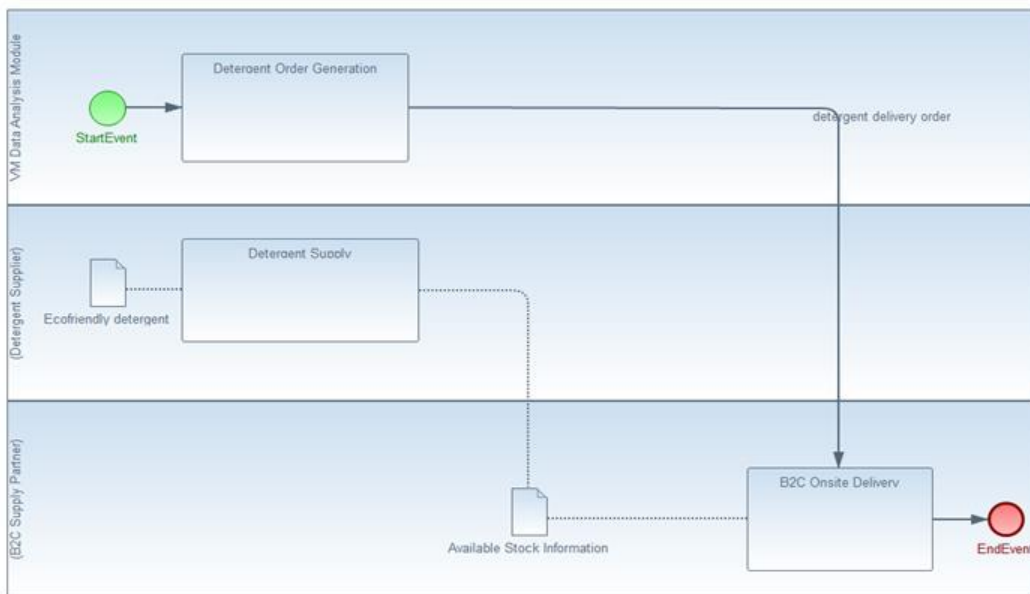 VM Data Analysis Module
Detergent Order Generation
StartEvent
detergent delivery order
(Detergent Supplier)
Detergent Supply
Ecofriendly detergent
(B2C Supply Partner)
B2C Onsite Delivery
Available Stock Information
EndEvent